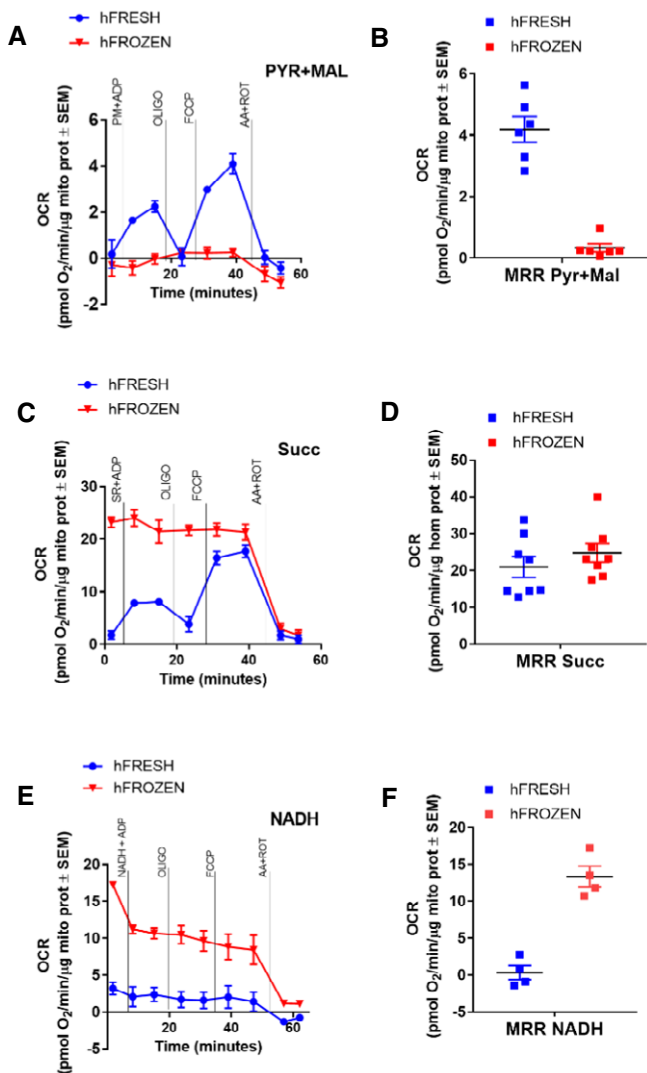 A
hFRESH
hFROZEN
PYR+MAL
PM+ADP
OLIGO
FCCP
AA+ROT
OCR
(pmol O2/min/µg mito prot ± SEM)
6
4
2
0
-2
20
40
60
Time (minutes)
B
hFRESH
hFROZEN
OCR
(pmol O2/min/µg mito prot ± SEM)
6
4
2
0
MRR Pyr+Mal
C
hFRESH
hFROZEN
Succ
SR+ADP
OLIGO
FCCP
AA+ROT
OCR
(pmol O2/min/µg mito prot ± SEM)
30
20
10
0
0
20
40
60
Time (minutes)
D
hFRESH
hFROZEN
OCR
(pmol O2/min/µg hom prot ± SEM)
50
40
30
20
10
0
MRR Succ
E
hFRESH
hFROZEN
NADH
NADH + ADP
OLIGO
FCCP
AA+ROT
OCR
(pmol O2/min/µg mito prot ± SEM)
20
15
10
5
0
-5
20
40
60
Time (minutes)
F
hFRESH
hFROZEN
OCR
(pmol O2/min/µg mito prot ± SEM)
20
15
10
5
0
-5
MRR NADH